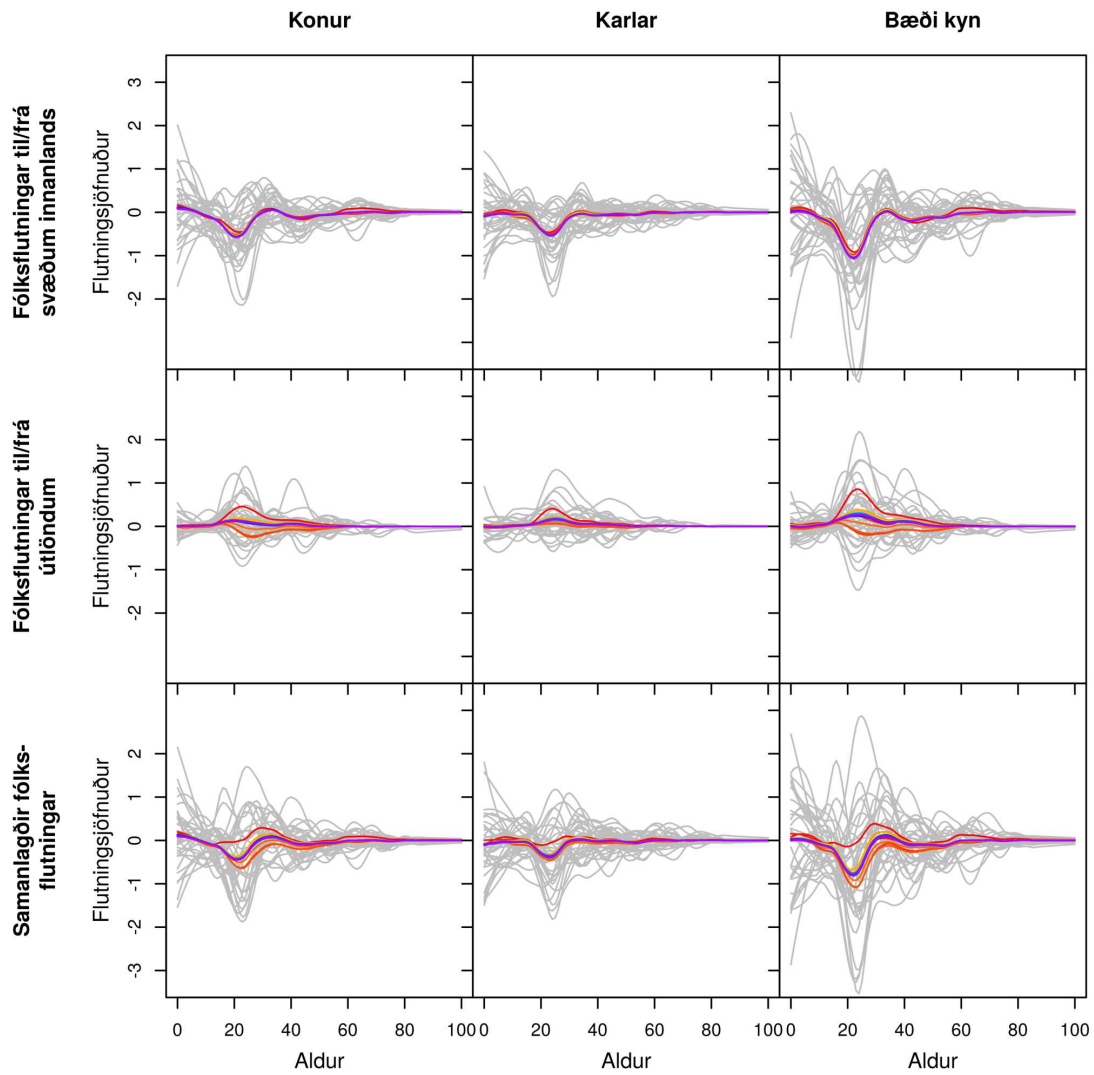 Konur
Karlar
Bæði kyn
Fólksflutningar til/frá
svæðum innanlands
Flutningsjöfnuður
3
2
1
0
-1
-2
Fólksflutningar til/frá
útlöndum
Flutningsjöfnuður
2
1
0
-1
-2
Samanlagðir fólks-
flutningar
Flutningsjöfnuður
2
1
0
-1
-2
-3
0 20 40 60 80 100 0 20 40 60 80 100 0 20 40 60 80 100
Aldur
Aldur
Aldur